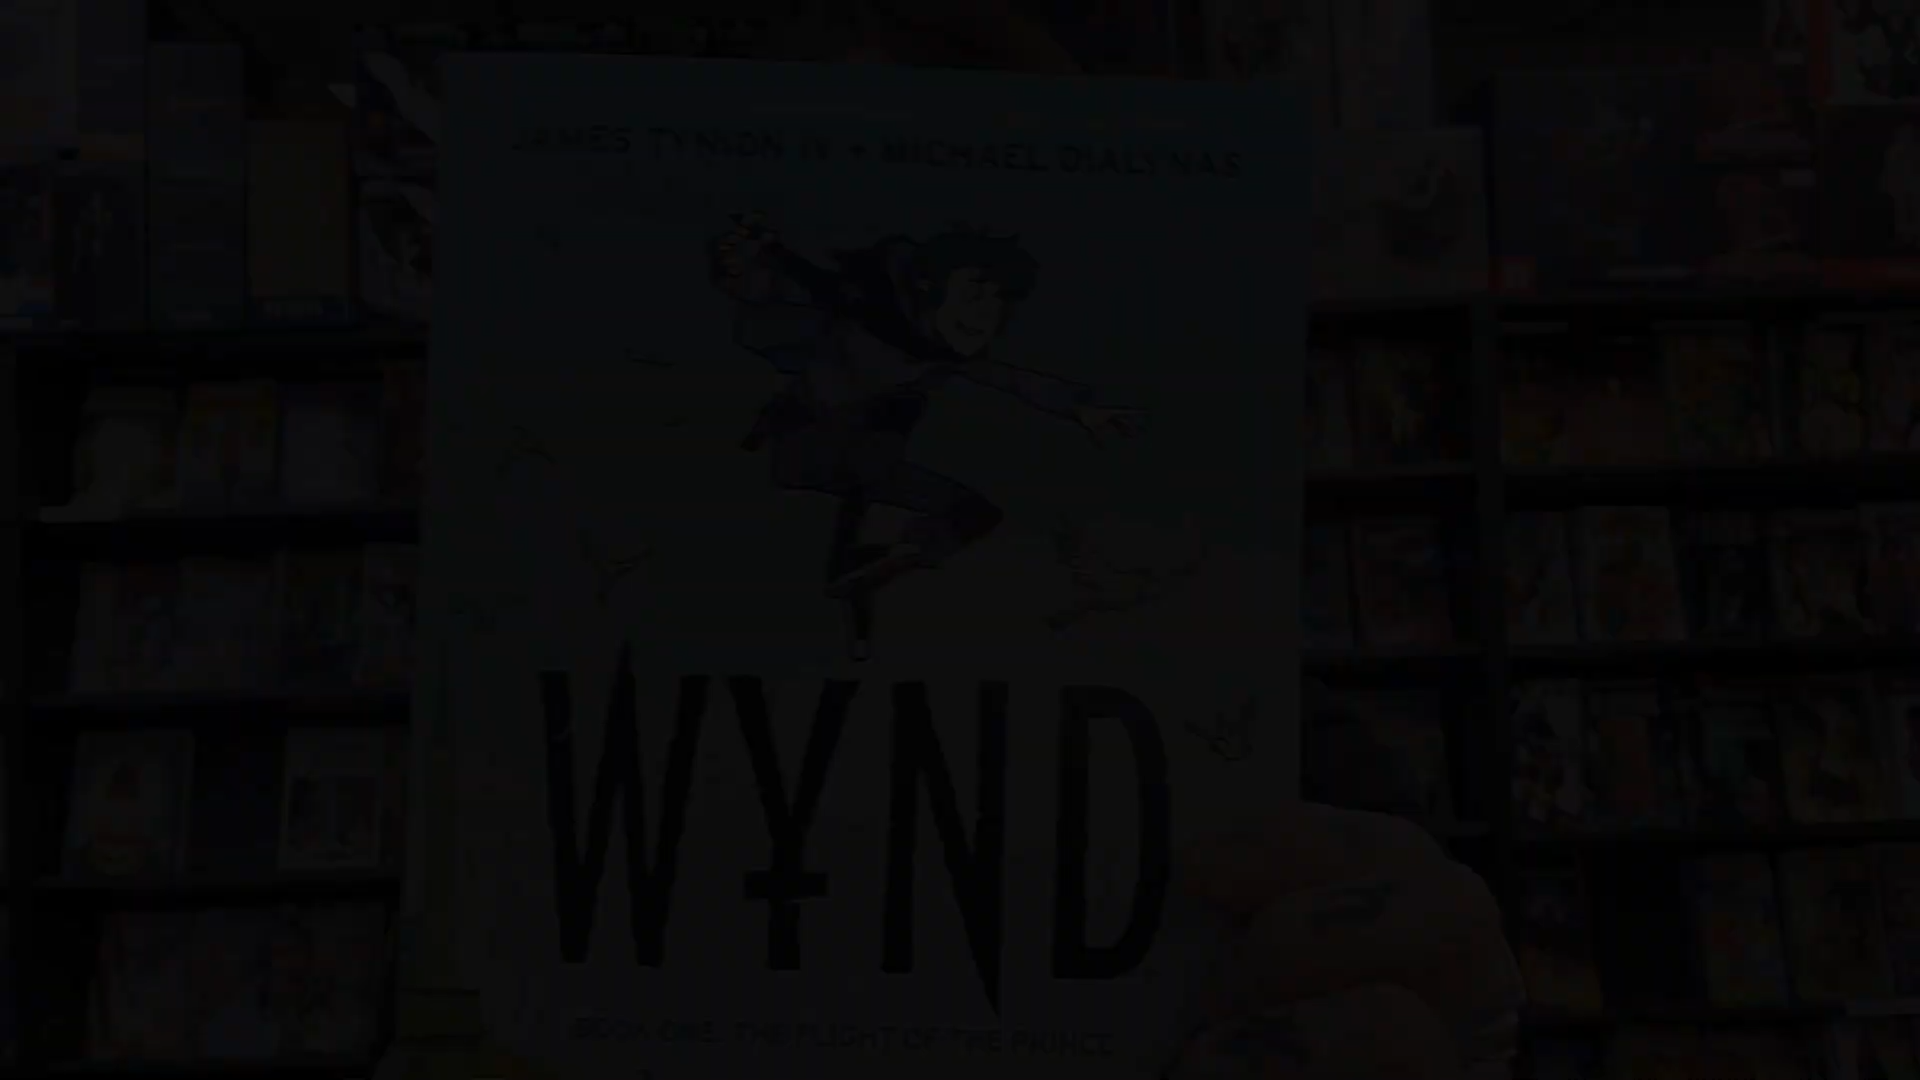 JAMES TYNION IV + MICHAEL DIALYNAS
WYND
BOOK ONE: THE FLIGHT OF THE PRINCE